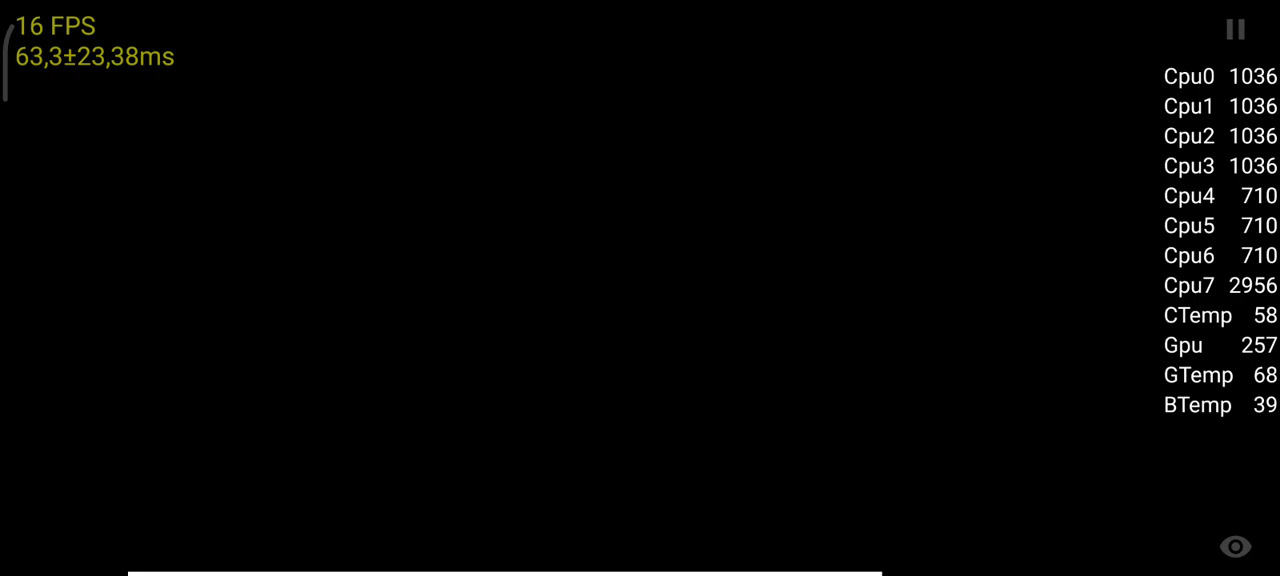 16 FPS
63,3±23,38ms
Cpu0 1036
Cpu1 1036
Cpu2 1036
Cpu3 1036
Cpu4 710
Cpu5 710
Cpu6 710
Cpu7 2956
CTemp 58
Gpu 257
GTemp 68
BTemp 39